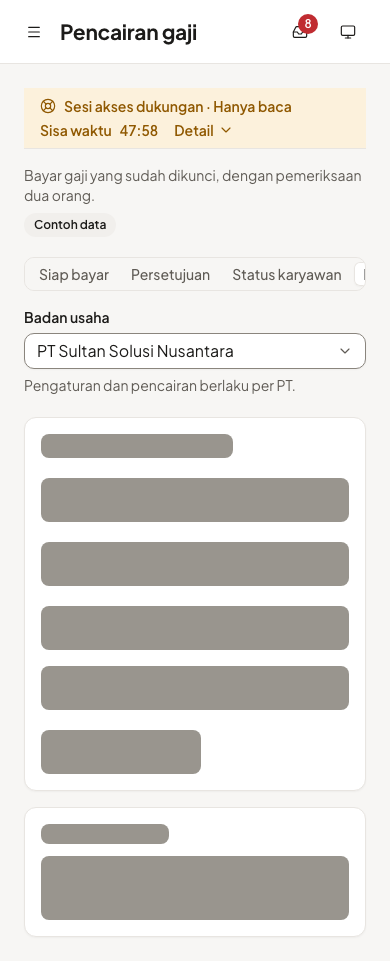 Pencairan gaji
8
Sesi akses dukungan · Hanya baca
Sisa waktu 47:58 Detail
Bayar gaji yang sudah dikunci, dengan pemeriksaan
dua orang.
Contoh data
Siap bayar Persetujuan Status karyawan
Badan usaha
PT Sultan Solusi Nusantara
Pengaturan dan pencairan berlaku per PT.